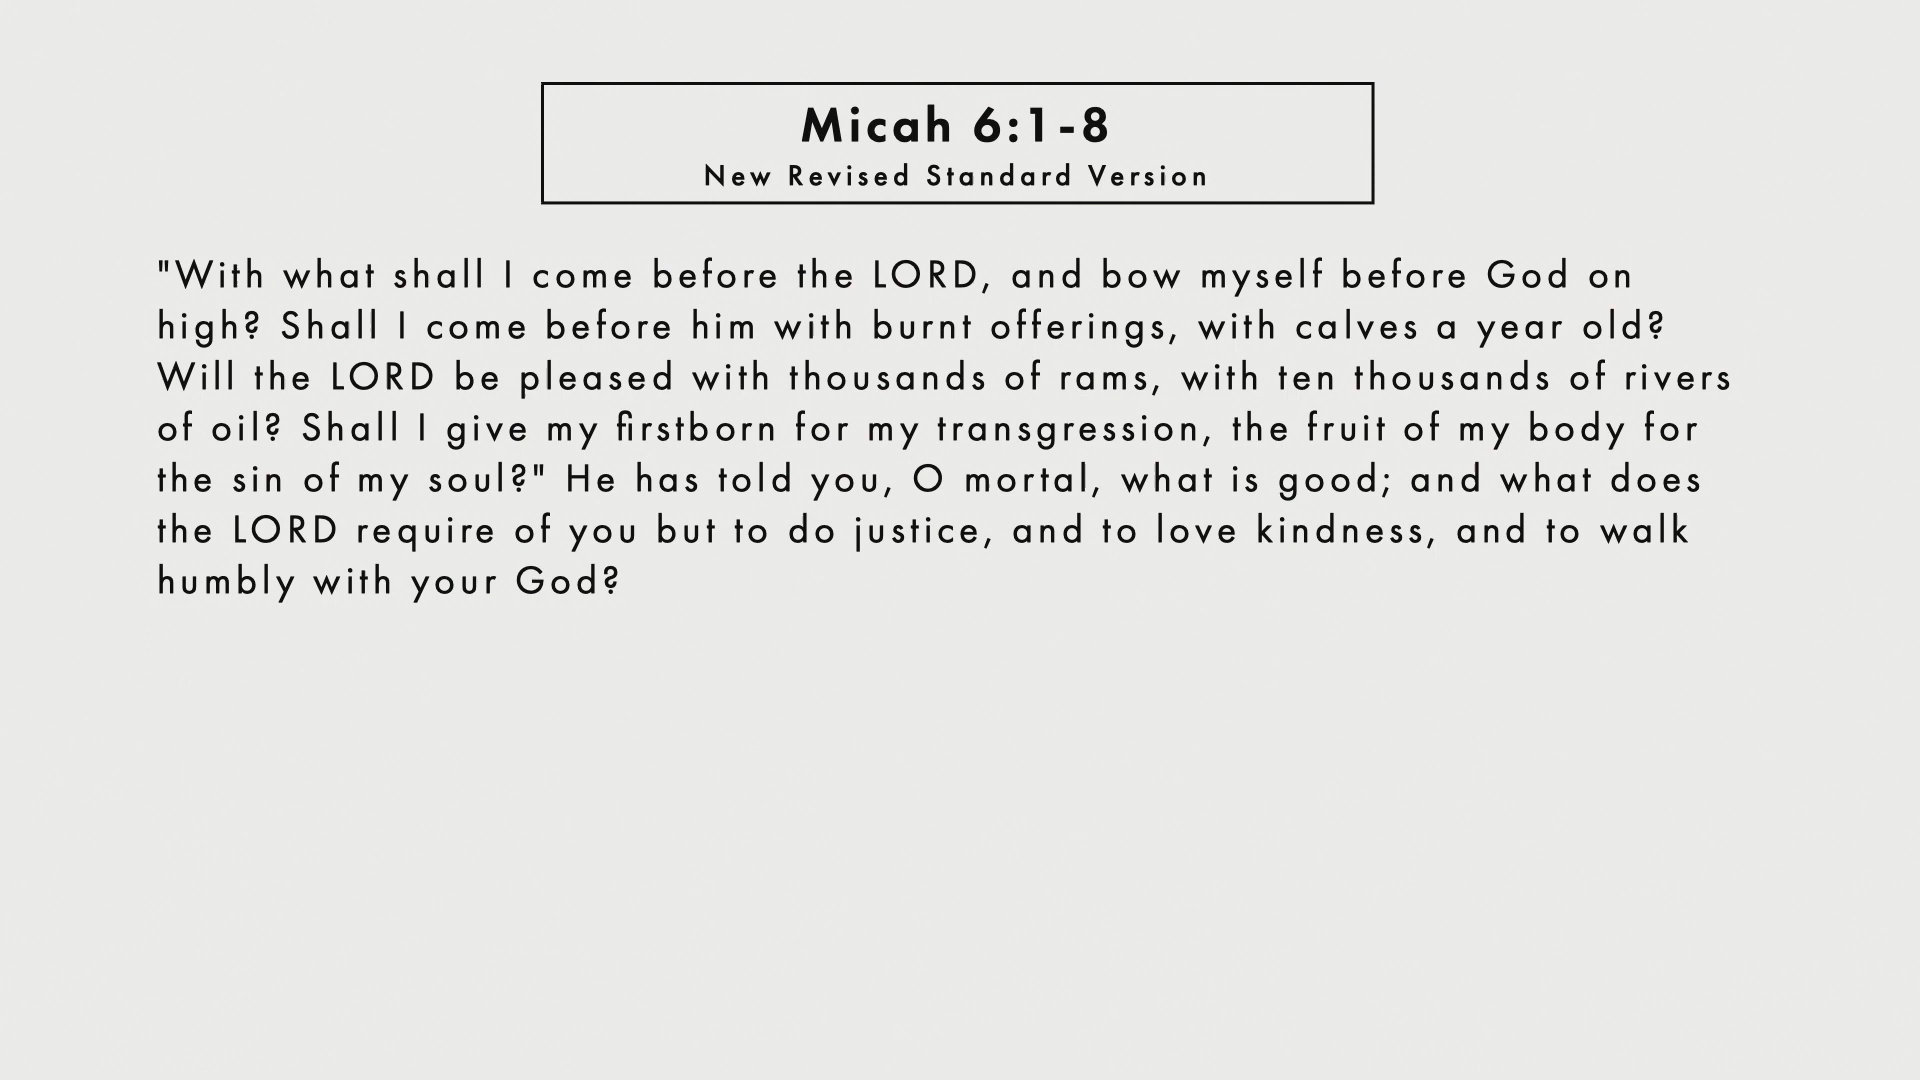 Micah 6:1-8
New Revised Standard Version
"With what shall I come before the LORD, and bow myself before God on
high? Shall I come before him with burnt offerings, with calves a year old?
Will the LORD be pleased with thousands of rams, with ten thousands of rivers
of oil? Shall I give my firstborn for my transgression, the fruit of my body for
the sin of my soul?" He has told you, O mortal, what is good; and what does
the LORD require of you but to do justice, and to love kindness, and to walk
humbly with your God?